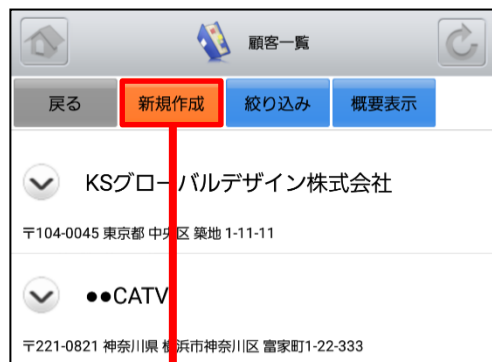 顧客一覧
戻る 新規作成 絞り込み 概要表示
KSグローバルデザイン株式会社
〒104-0045 東京都 中央区 築地 1-11-11
●●CATV
〒221-0821 神奈川県 横浜市神奈川区 富家町1-22-333